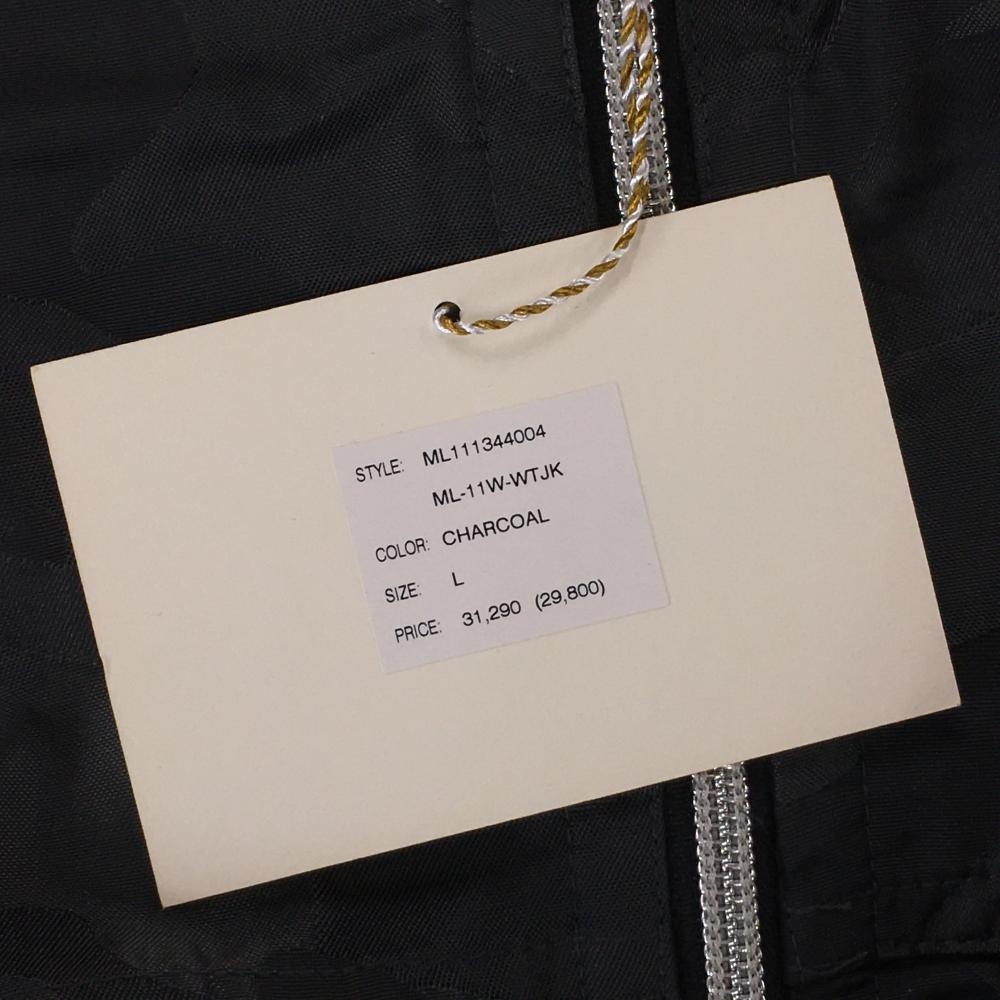 STYLE: ML111344004
ML-11W-WTJK
COLOR: CHARCOAL
SIZE: L
PRICE: 31,290 (29,800)